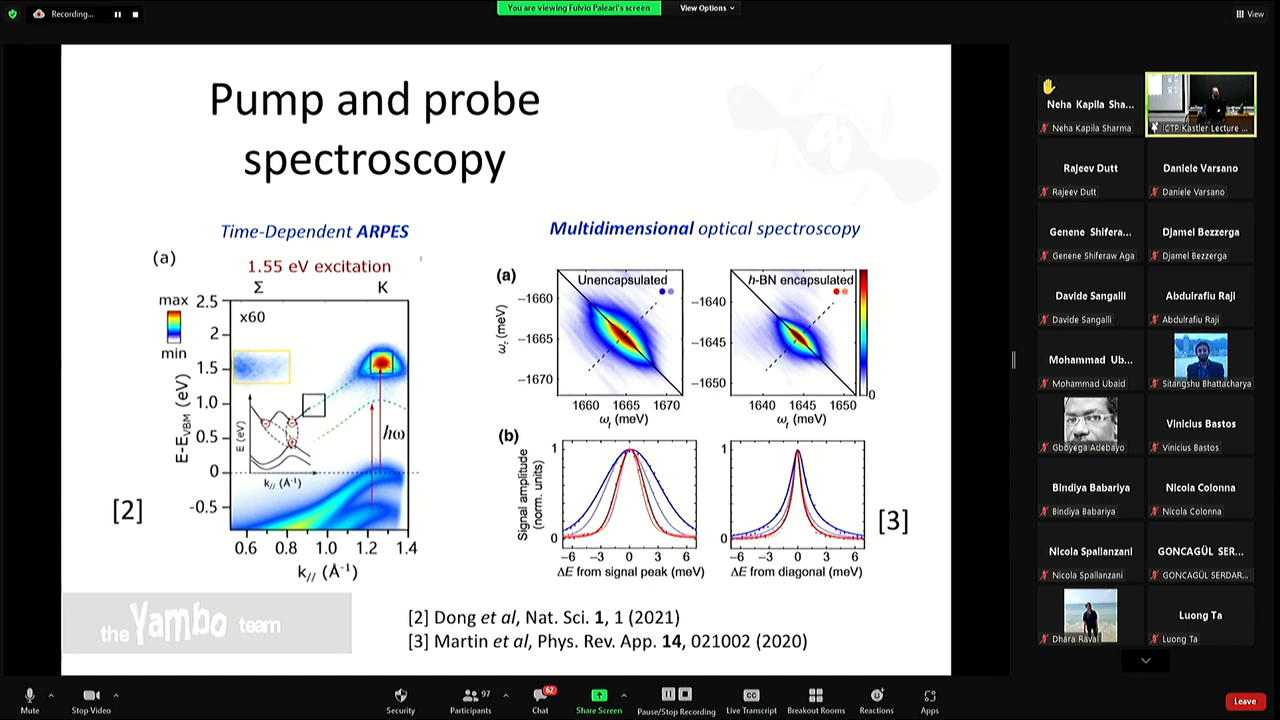 Recording...
You are viewing Fulvio Paleari's screen
View Options
View
Pump and probe
spectroscopy
Time-Dependent ARPES
(a)
1.55 eV excitation
Σ
K
max
min
x60
2.5
2
1.5
1.0
0.5
0
-0.5
E-EVBM (eV)
E (eV)
k// (Å⁻¹)
ħω
0.6 0.8 1.0 1.2 1.4
k// (Å⁻¹)
[2]
Multidimensional optical spectroscopy
(a)
Unencapsulated
−1660
−1665
−1670
1660 1665 1670
ωt (meV)
h-BN encapsulated
−1640
−1645
−1650
1640 1645 1650
ωt (meV)
0
(b)
Signal amplitude
(norm. units)
1
0
−6 −3 0 3 6
ΔE from signal peak (meV)
1
0
−6 −3 0 3 6
ΔE from diagonal (meV)
[3]
the Yambo team
[2] Dong et al, Nat. Sci. 1, 1 (2021)
[3] Martin et al, Phys. Rev. App. 14, 021002 (2020)
Neha Kapila Sha...
Neha Kapila Sharma
ICTP Kastler Lecture ...
Rajeev Dutt
Rajeev Dutt
Daniele Varsano
Daniele Varsano
Genene Shifera...
Genene Shiferaw Aga
Djamel Bezzerga
Djamel Bezzerga
Davide Sangalli
Davide Sangalli
Abdulrafiu Raji
Abdulrafiu Raji
Mohammad Ub...
Mohammad Ubaid
Sitangshu Bhattacharya
Gboyega Adebayo
Vinicius Bastos
Vinicius Bastos
Bindiya Babariya
Bindiya Babariya
Nicola Colonna
Nicola Colonna
Nicola Spallanzani
Nicola Spallanzani
GONCAGÜL SER...
GONCAGÜL SERDAR...
Dhara Raval
Luong Ta
Luong Ta
Mute
Stop Video
Security
97
Participants
62
Chat
Share Screen
Pause/Stop Recording
CC
Live Transcript
Breakout Rooms
Reactions
Apps
Leave